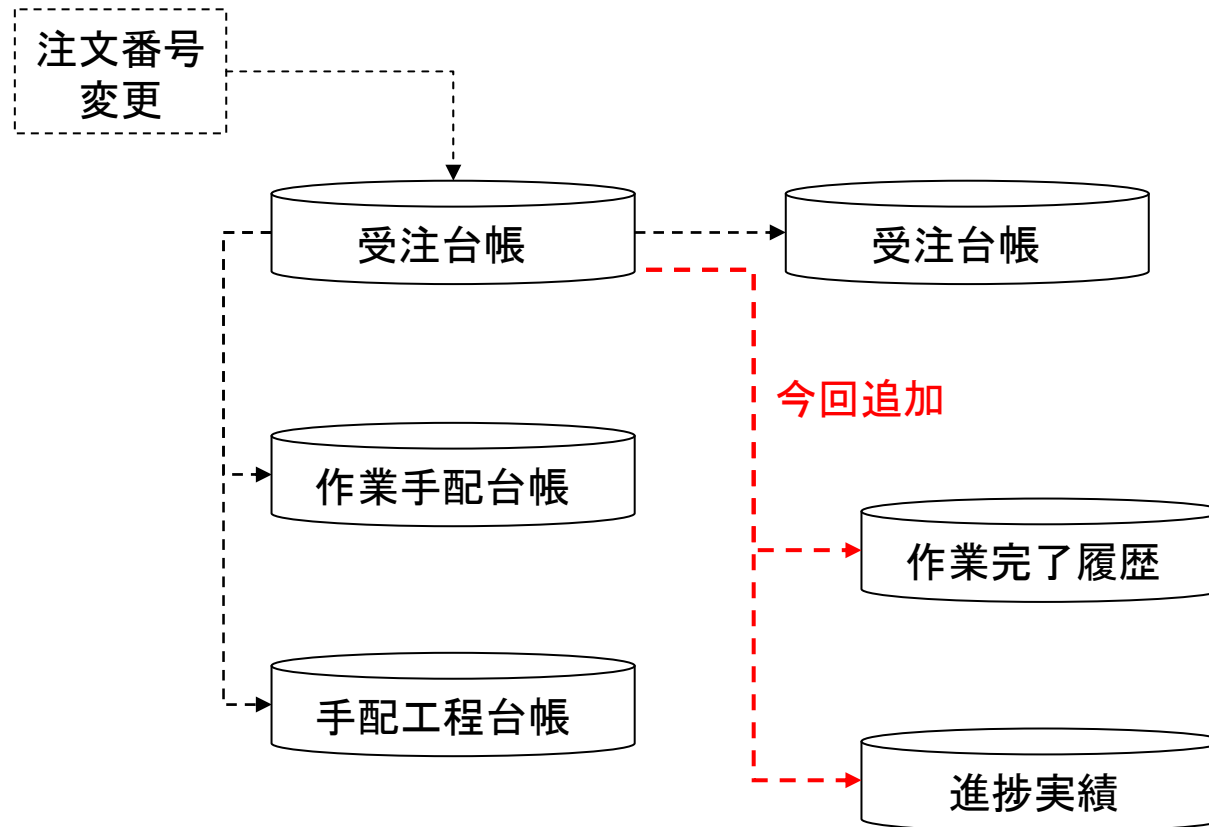 注文番号
変更
受注台帳
受注台帳
今回追加
作業手配台帳
作業完了履歴
手配工程台帳
進捗実績